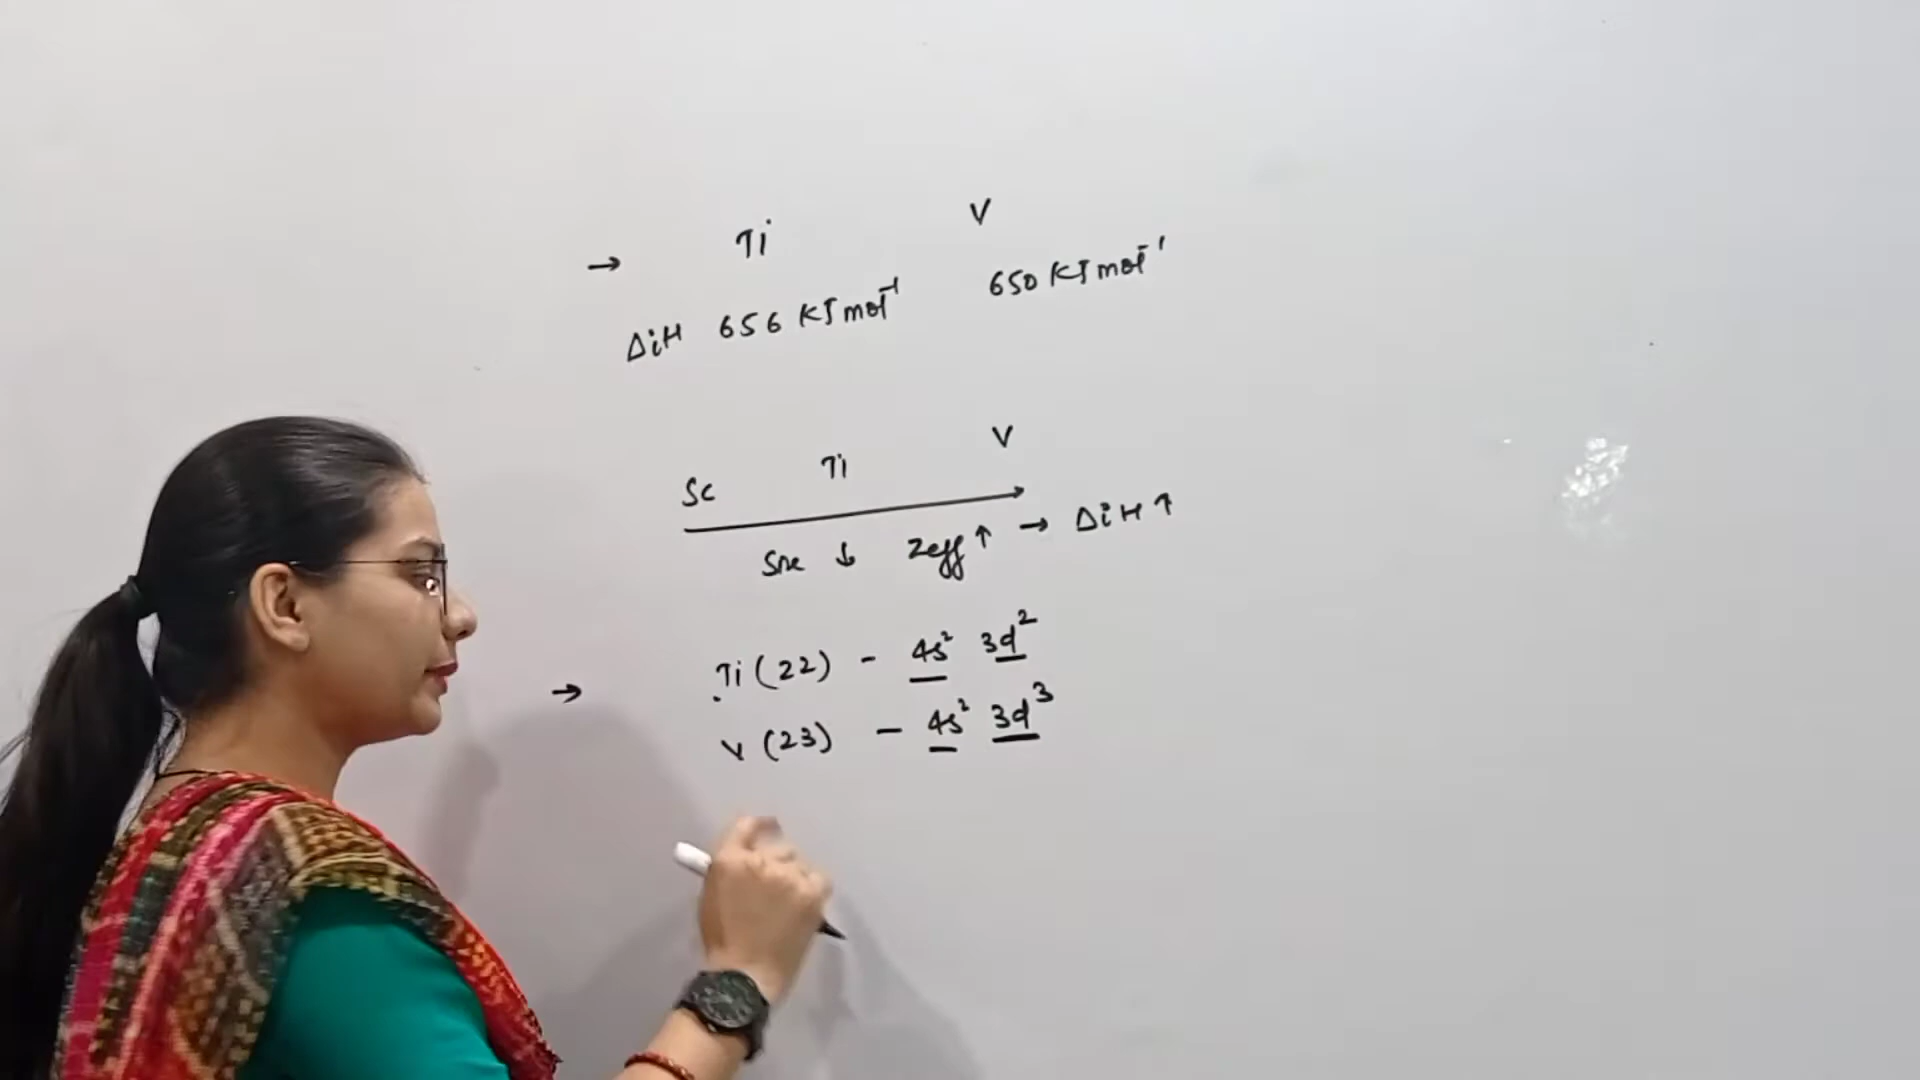 → Ti V
ΔiH 656 KJ mol⁻¹ 650 KJ mol⁻¹
Sc Ti V
Size ↓ Zeff ↑ → ΔiH ↑
→ Ti (22) - 4s² 3d²
V (23) - 4s² 3d³